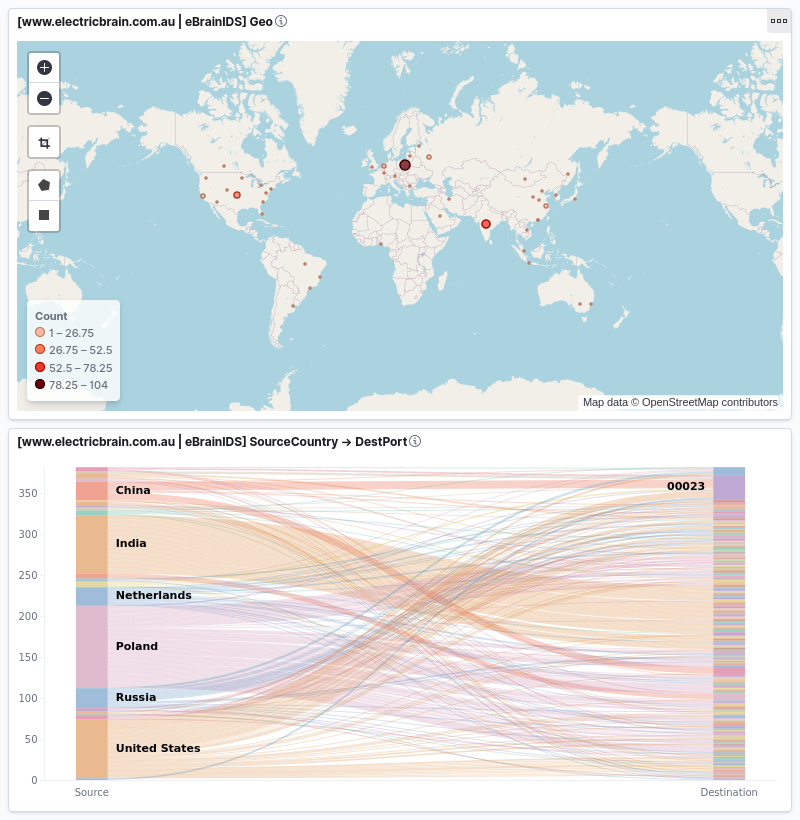 [www.electricbrain.com.au | eBrainIDS] Geo
Count
1 – 26.75
26.75 – 52.5
52.5 – 78.25
78.25 – 104
Map data © OpenStreetMap contributors
[www.electricbrain.com.au | eBrainIDS] SourceCountry → DestPort
350
300
250
200
150
100
50
0
China
India
Netherlands
Poland
Russia
United States
00023
Source
Destination